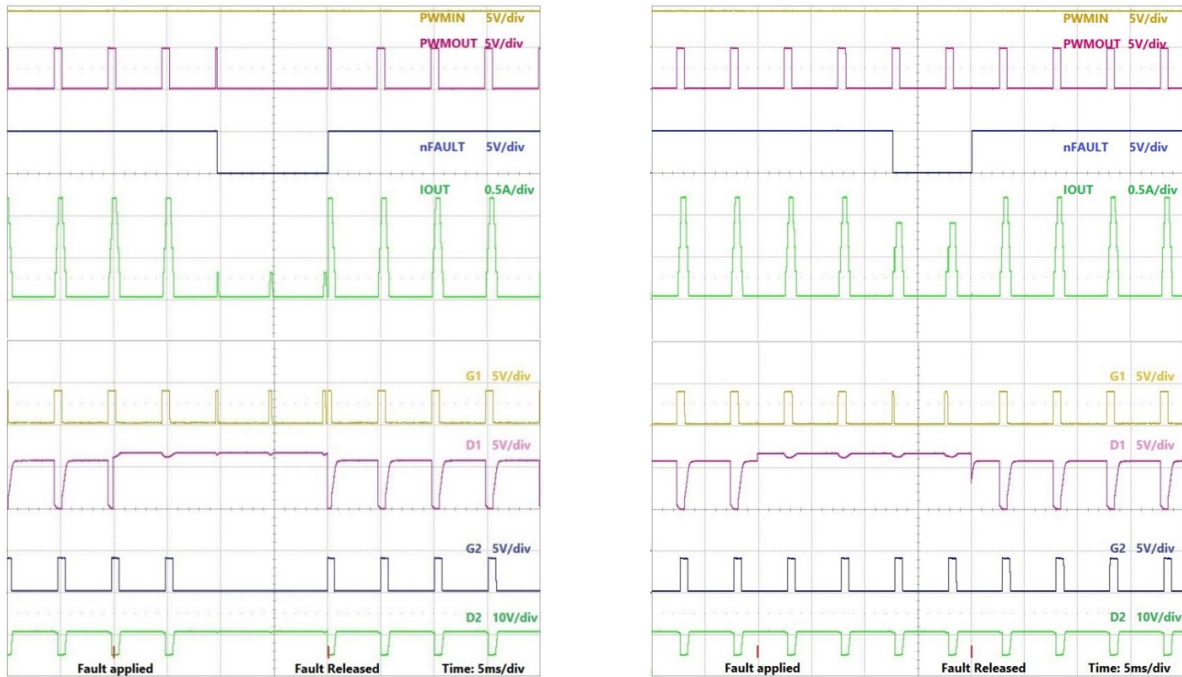 PWMIN 5V/div
PWMOUT 5V/div
nFAULT 5V/div
IOUT 0.5A/div
G1 5V/div
D1 5V/div
G2 5V/div
D2 10V/div
Fault applied Fault Released Time: 5ms/div
PWMIN 5V/div
PWMOUT 5V/div
nFAULT 5V/div
IOUT 0.5A/div
G1 5V/div
D1 5V/div
G2 5V/div
D2 10V/div
Fault applied Fault Released Time: 5ms/div